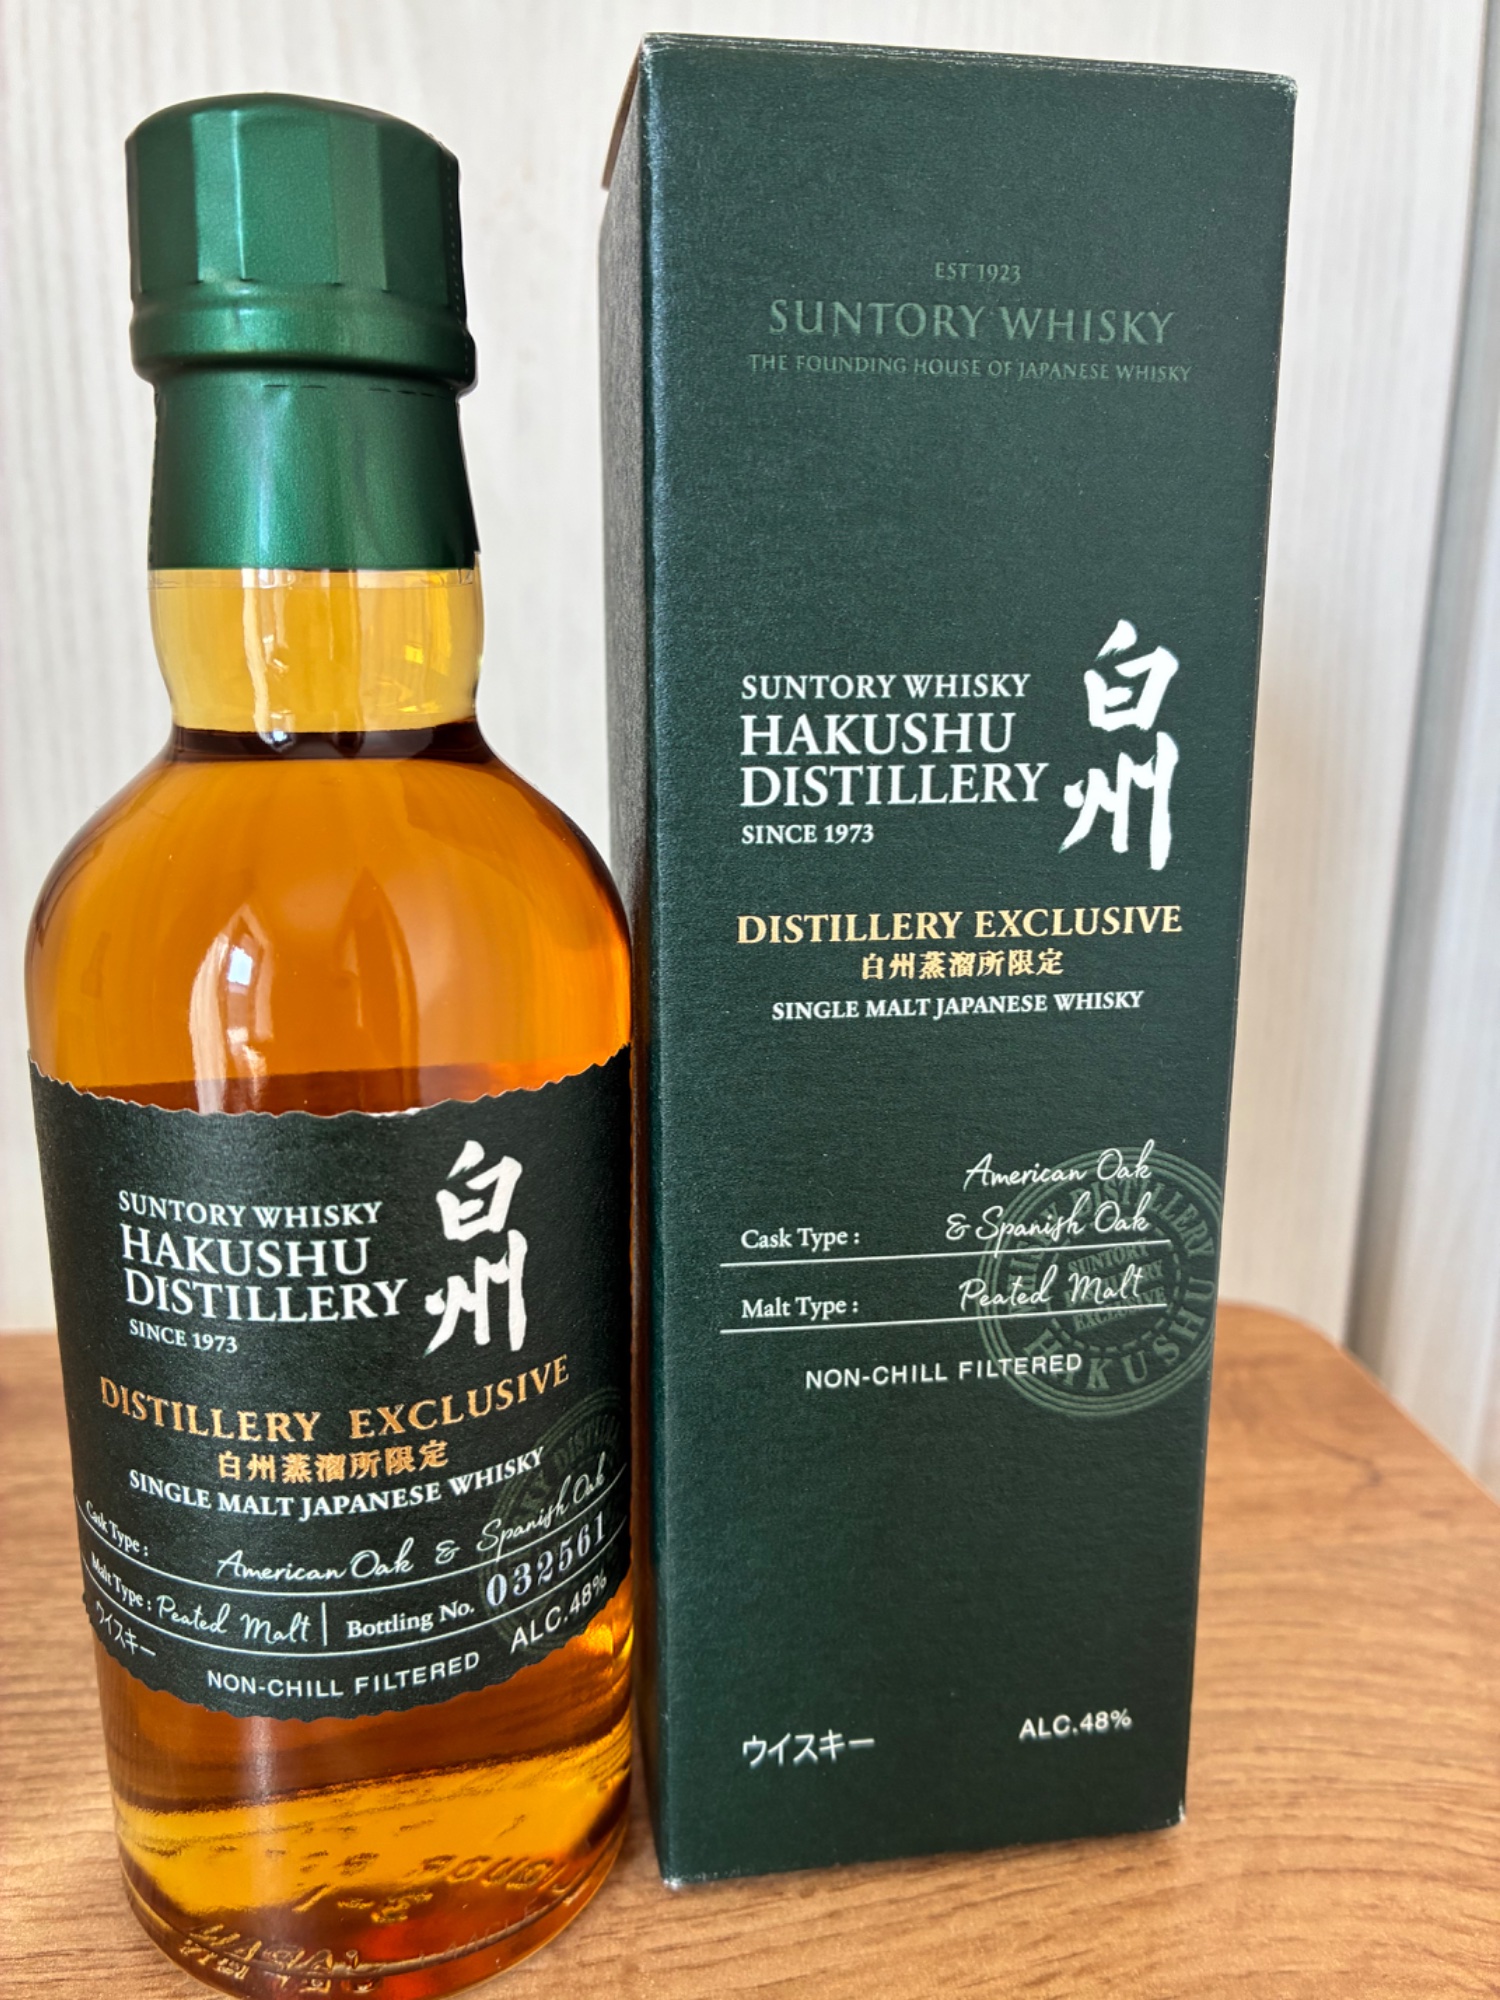 SUNTORY WHISKY
HAKUSHU
DISTILLERY
SINCE 1973
白州
DISTILLERY EXCLUSIVE
白州蒸溜所限定
SINGLE MALT JAPANESE WHISKY
Cask Type : American Oak & Spanish Oak
Malt Type : Peated Malt | Bottling No. 032561
ウイスキー
NON-CHILL FILTERED
ALC.48%
EST 1923
SUNTORY WHISKY
THE FOUNDING HOUSE OF JAPANESE WHISKY
SUNTORY WHISKY
HAKUSHU
DISTILLERY
SINCE 1973
白州
DISTILLERY EXCLUSIVE
白州蒸溜所限定
SINGLE MALT JAPANESE WHISKY
American Oak
Cask Type : & Spanish Oak
Malt Type : Peated Malt
NON-CHILL FILTERED
SUNTORY
DISTILLERY
EXCLUSIVE
HAKUSHU
ウイスキー
ALC.48%